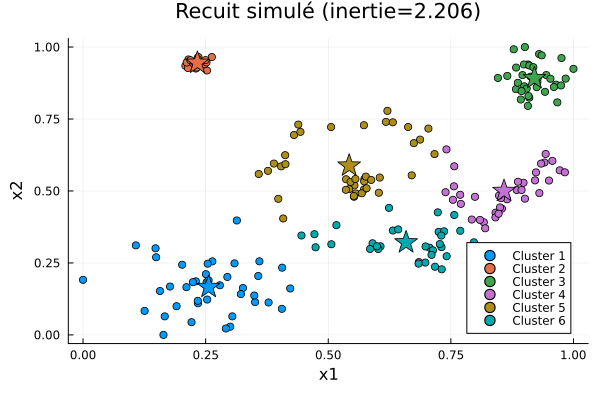 Recuit simulé (inertie=2.206)
1.00
0.75
0.50
0.25
0.00
x2
0.00
0.25
0.50
0.75
1.00
x1
Cluster 1
Cluster 2
Cluster 3
Cluster 4
Cluster 5
Cluster 6